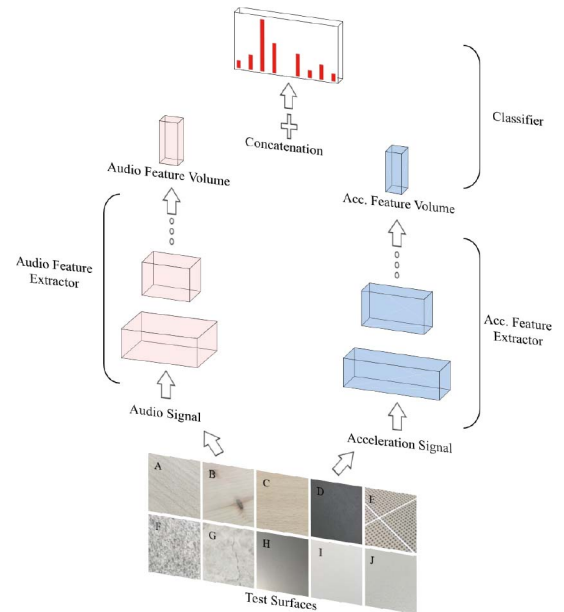 Classifier
Concatenation
Audio Feature Volume
Acc. Feature Volume
Audio Feature
Extractor
Acc. Feature
Extractor
Audio Signal
Acceleration Signal
A B C D E
F G H I J
Test Surfaces